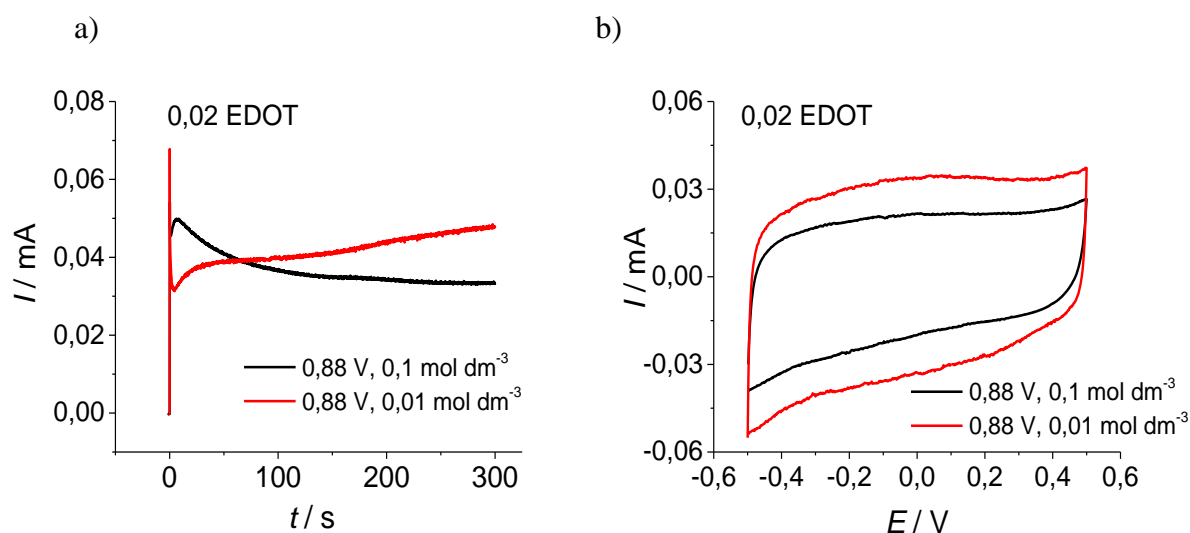 a)
0,02 EDOT
0,08
0,06
0,04
0,02
0,00
I / mA
0,88 V, 0,1 mol dm-3
0,88 V, 0,01 mol dm-3
0
100
200
300
t / s
b)
0,02 EDOT
0,06
0,03
0,00
-0,03
-0,06
I / mA
0,88 V, 0,1 mol dm-3
0,88 V, 0,01 mol dm-3
-0,6
-0,4
-0,2
0,0
0,2
0,4
0,6
E / V